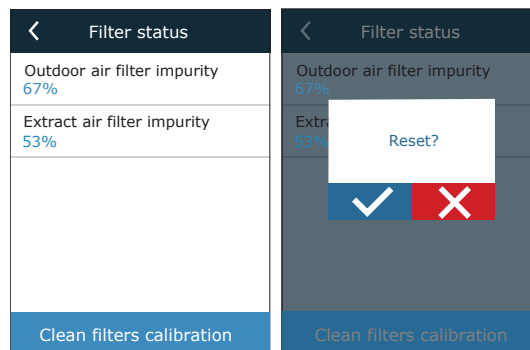 Filter status
Outdoor air filter impurity
67%
Extract air filter impurity
53%
Clean filters calibration
Filter status
Outdoor air filter impurity
67%
Extr
53%
Reset?
Clean filters calibration